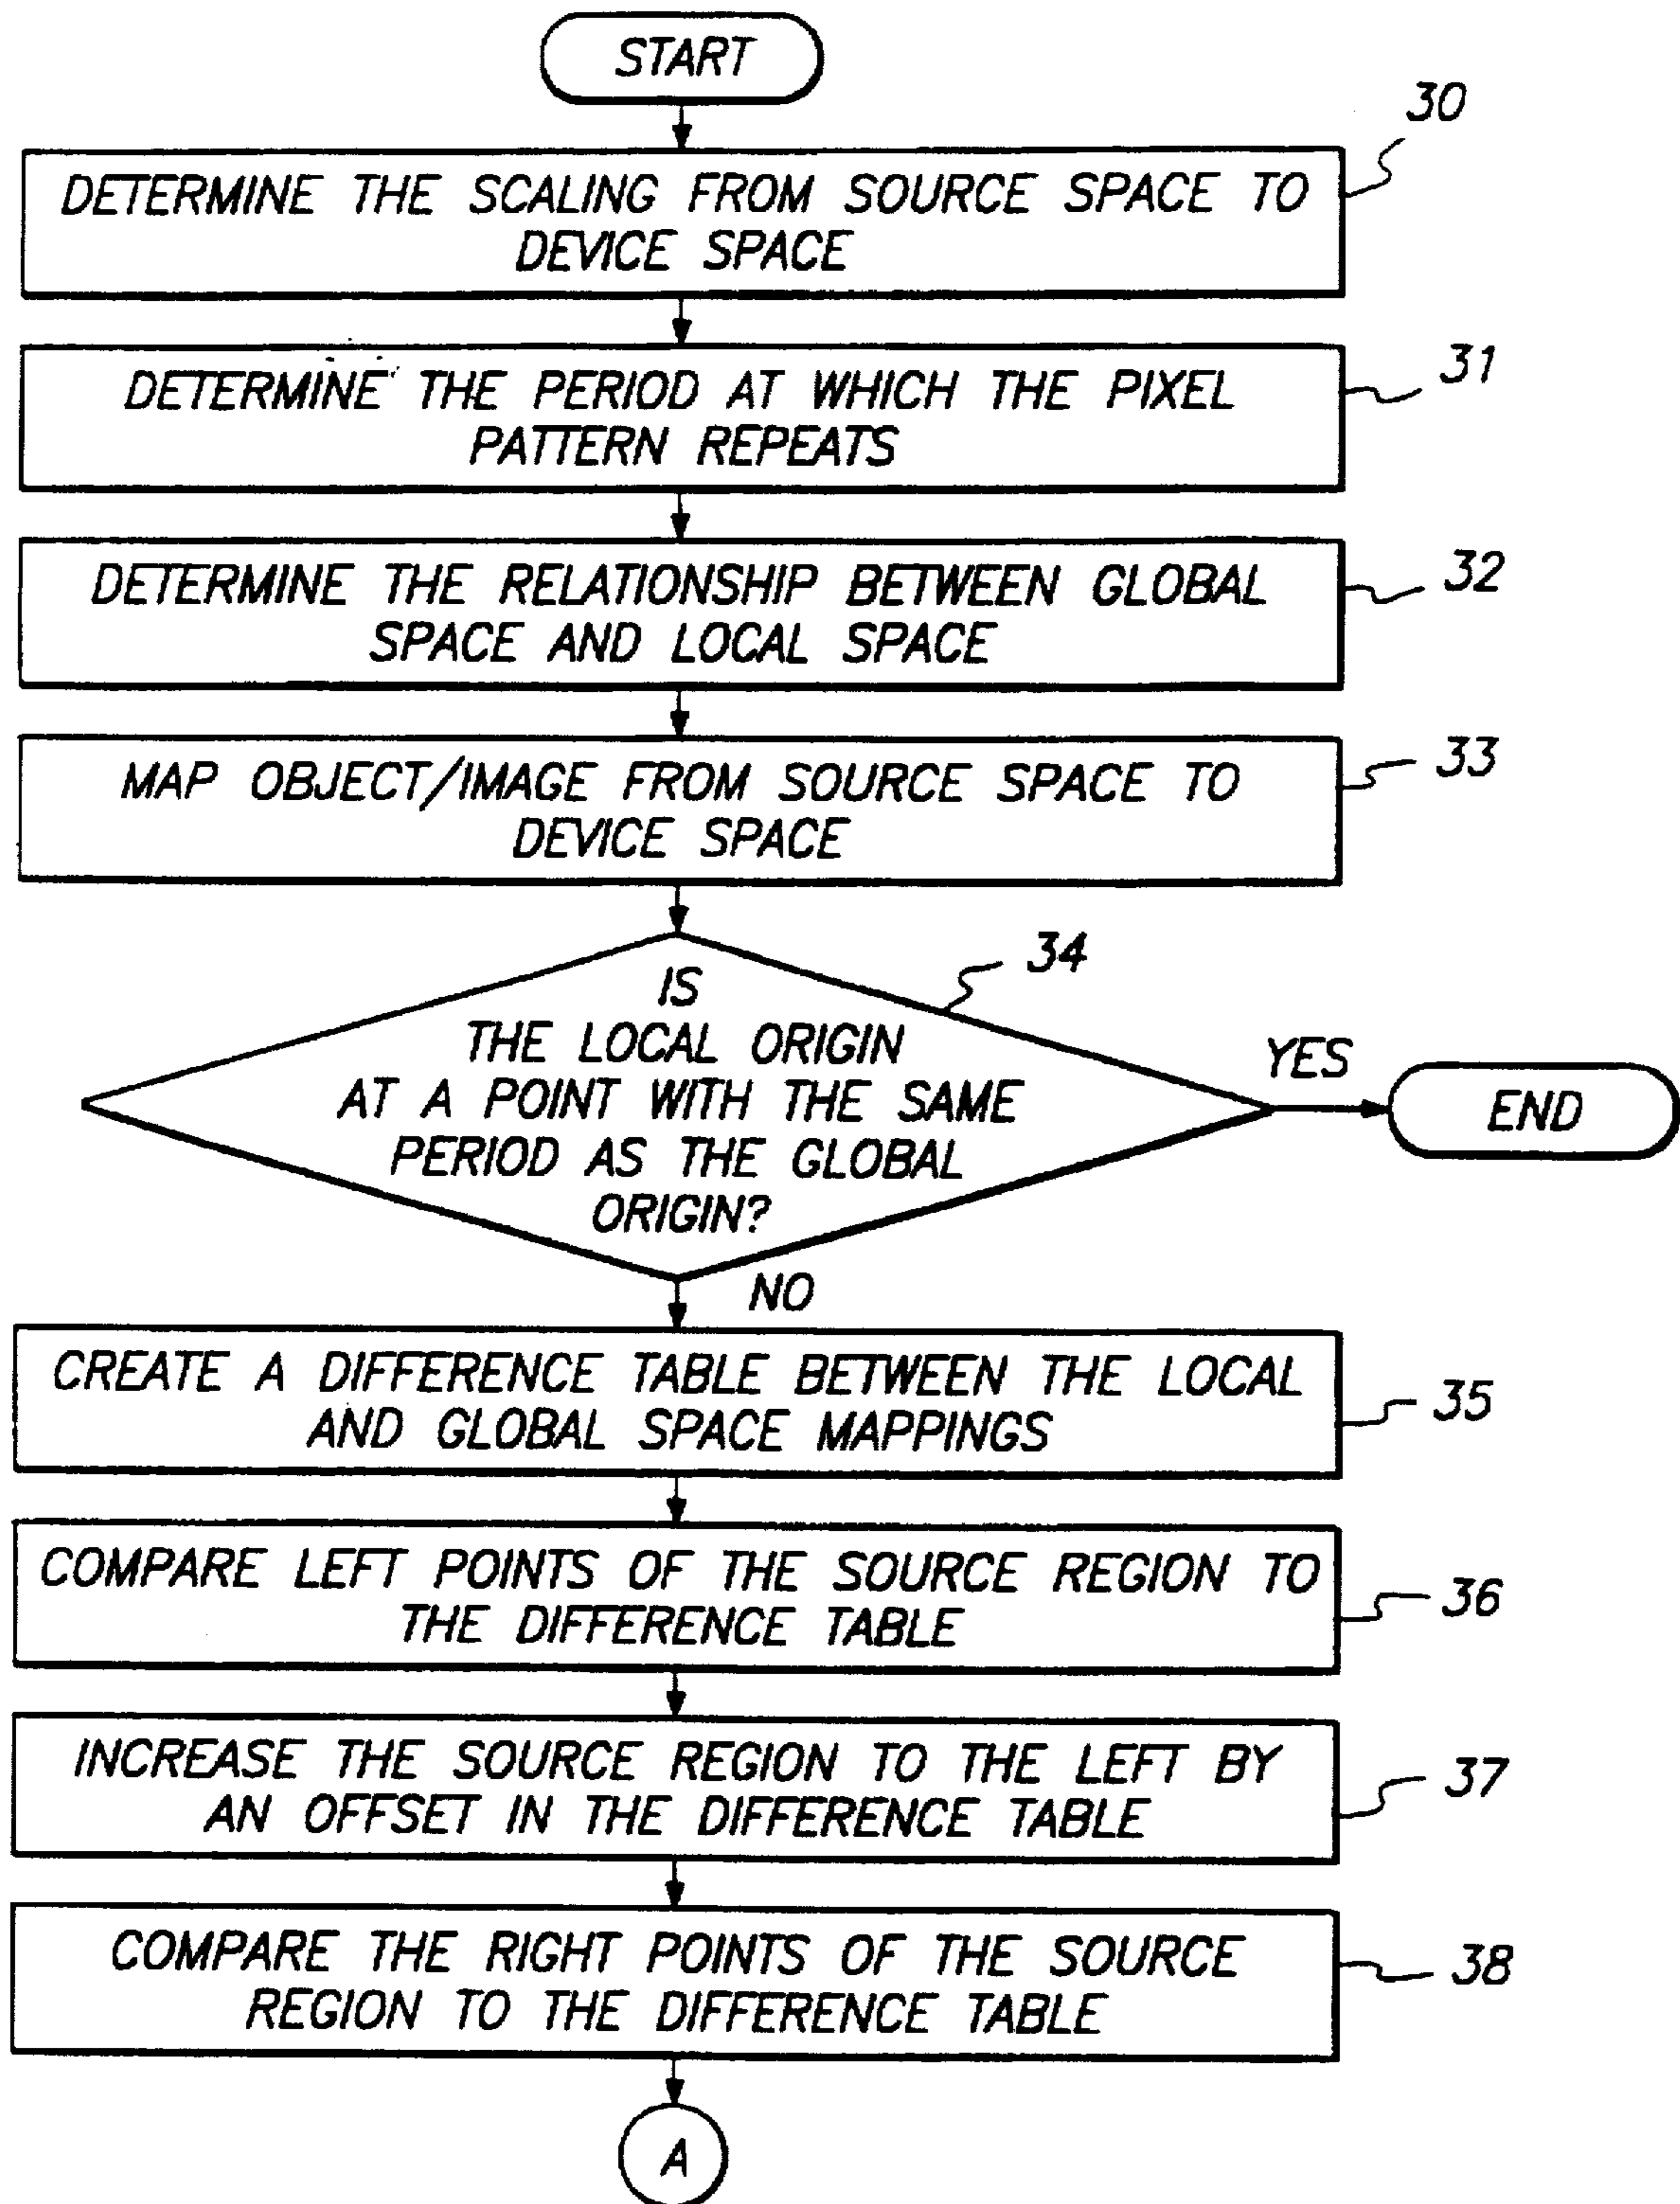 START
30
DETERMINE THE SCALING FROM SOURCE SPACE TO
DEVICE SPACE
31
DETERMINE THE PERIOD AT WHICH THE PIXEL
PATTERN REPEATS
32
DETERMINE THE RELATIONSHIP BETWEEN GLOBAL
SPACE AND LOCAL SPACE
33
MAP OBJECT/IMAGE FROM SOURCE SPACE TO
DEVICE SPACE
34
IS
THE LOCAL ORIGIN
AT A POINT WITH THE SAME
PERIOD AS THE GLOBAL
ORIGIN?
YES
END
NO
CREATE A DIFFERENCE TABLE BETWEEN THE LOCAL
AND GLOBAL SPACE MAPPINGS
35
COMPARE LEFT POINTS OF THE SOURCE REGION TO
THE DIFFERENCE TABLE
36
INCREASE THE SOURCE REGION TO THE LEFT BY
AN OFFSET IN THE DIFFERENCE TABLE
37
COMPARE THE RIGHT POINTS OF THE SOURCE
REGION TO THE DIFFERENCE TABLE
38
A